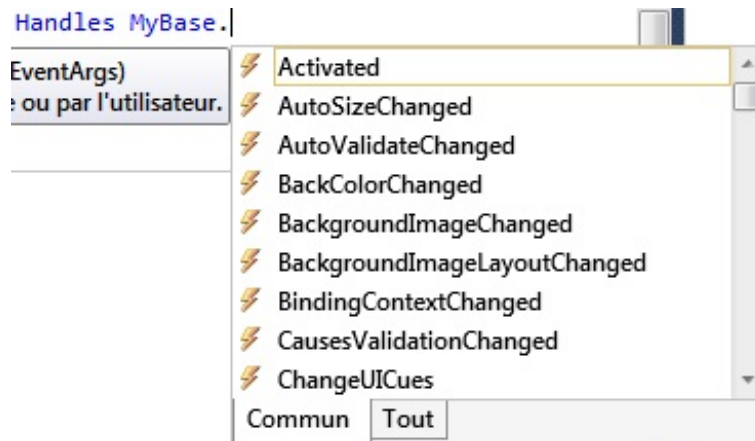 Handles MyBase.
EventArgs)
e ou par l'utilisateur.
Activated
AutoSizeChanged
AutoValidateChanged
BackColorChanged
BackgroundImageChanged
BackgroundImageLayoutChanged
BindingContextChanged
CausesValidationChanged
ChangeUICues
Commun Tout